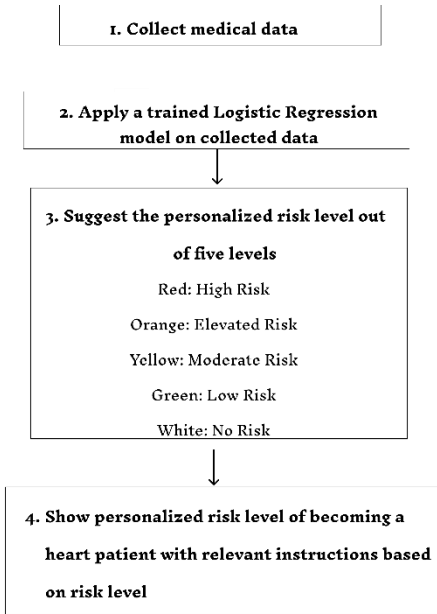 1. Collect medical data
2. Apply a trained Logistic Regression
model on collected data
3. Suggest the personalized risk level out
of five levels
Red: High Risk
Orange: Elevated Risk
Yellow: Moderate Risk
Green: Low Risk
White: No Risk
4. Show personalized risk level of becoming a
heart patient with relevant instructions based
on risk level